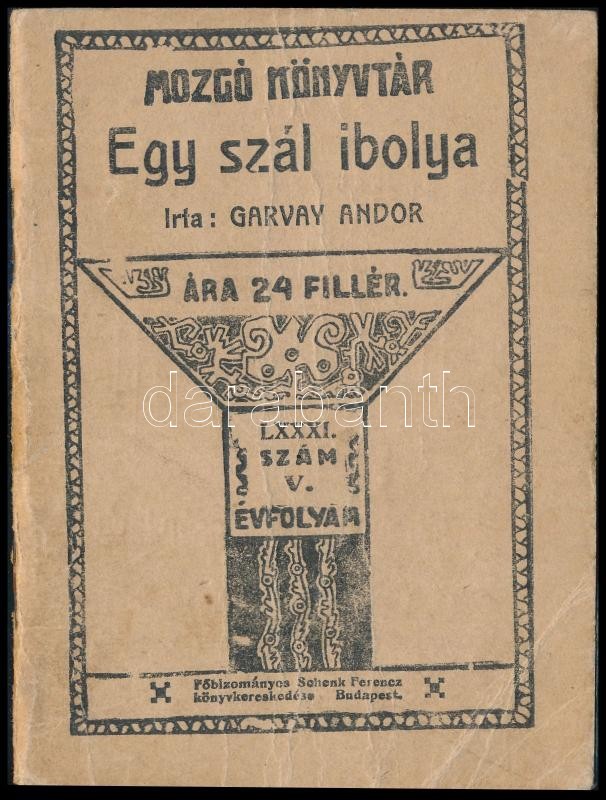 MOZGÓ KÖNYVTÁR
Egy szál ibolya
Irta: GARVAY ANDOR
ÁRA 24 FILLÉR.
darabanth
LXXXI.
SZÁM
V.
ÉVFOLYAM
Főbizományos Schenk Ferencz
könyvkereskedése Budapest.